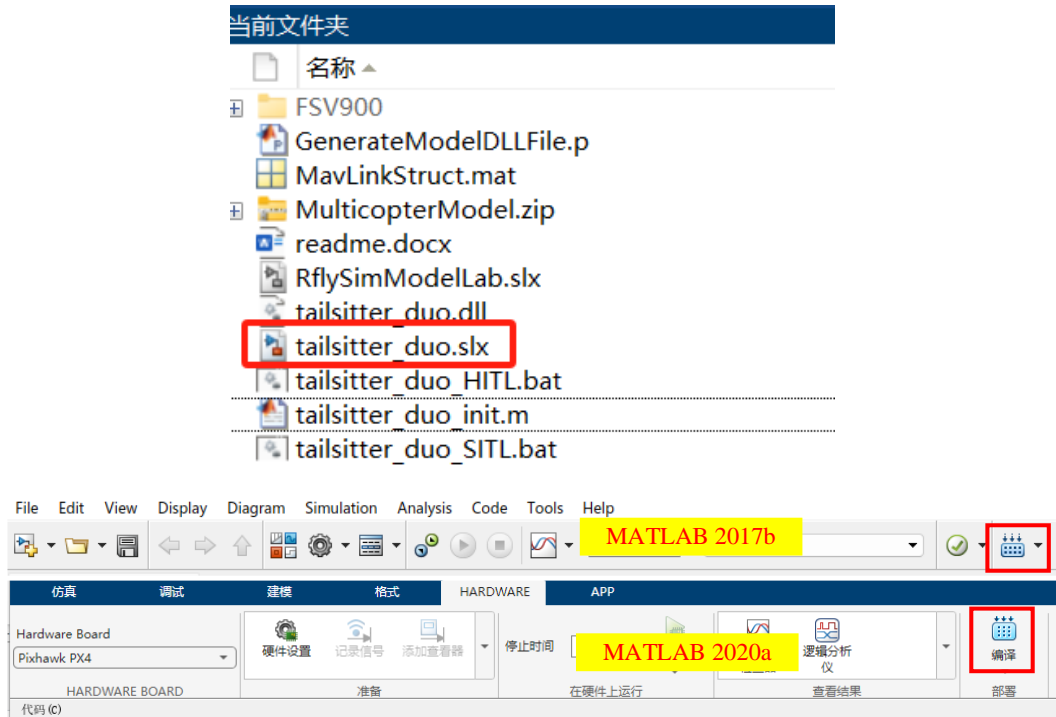 当前文件夹
名称
FSV900
GenerateModelDLLFile.p
MavLinkStruct.mat
MulticopterModel.zip
readme.docx
RflySimModelLab.slx
tailsitter_duo.dll
tailsitter_duo.slx
tailsitter_duo_HITL.bat
tailsitter_duo_init.m
tailsitter_duo_SITL.bat
File Edit View Display Diagram Simulation Analysis Code Tools Help
MATLAB 2017b
仿真 调试 建模 格式 HARDWARE APP
Hardware Board
Pixhawk PX4
硬件设置 记录信号 添加查看器 停止时间
MATLAB 2020a
逻辑分析
仪
编译
HARDWARE BOARD 准备 在硬件上运行 查看结果 部署
代码 (C)